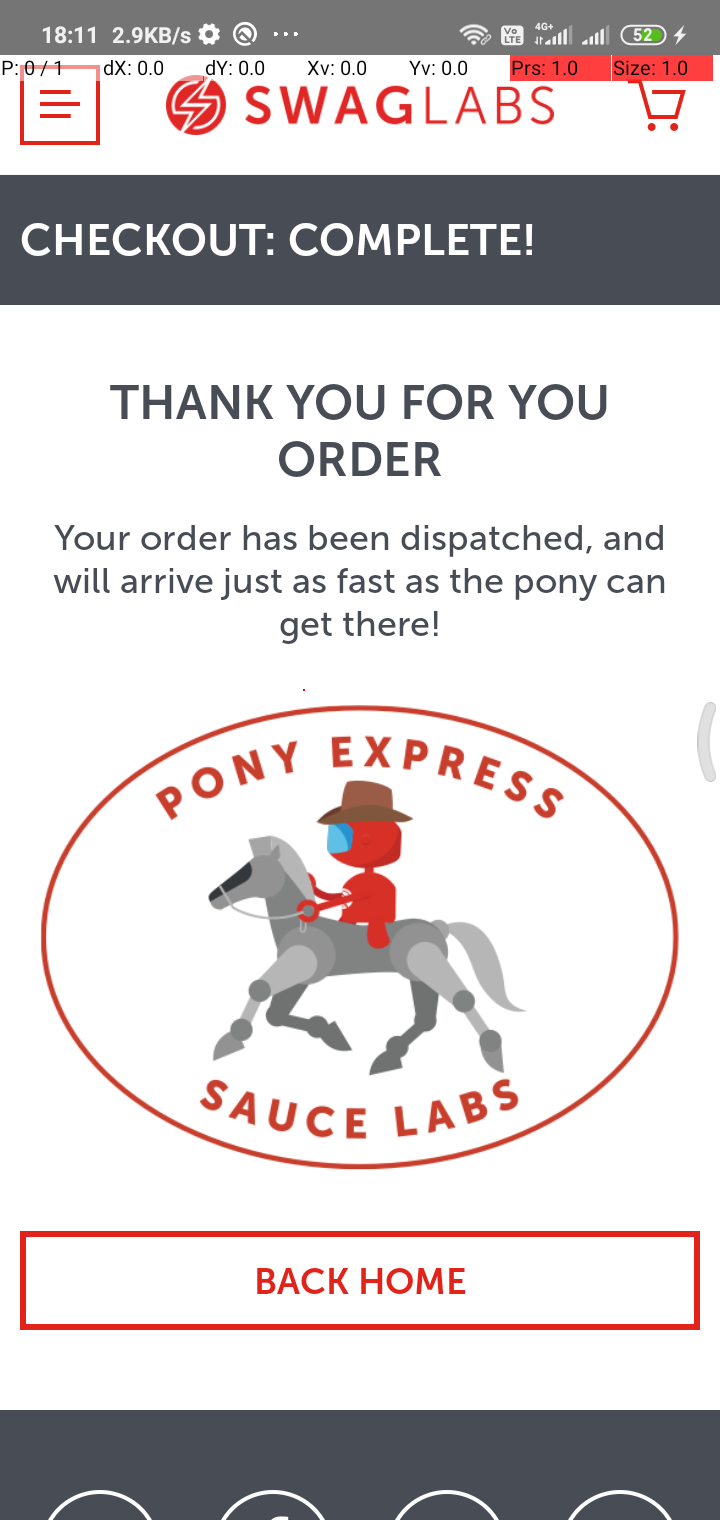 18:11 2.9KB/s ... Vo LTE 4G+ 52
P: 0 / 1 dX: 0.0 dY: 0.0 Xv: 0.0 Yv: 0.0 Prs: 1.0 Size: 1.0
SWAGLABS
CHECKOUT: COMPLETE!
THANK YOU FOR YOU
ORDER
Your order has been dispatched, and
will arrive just as fast as the pony can
get there!
PONY EXPRESS
SAUCE LABS
BACK HOME